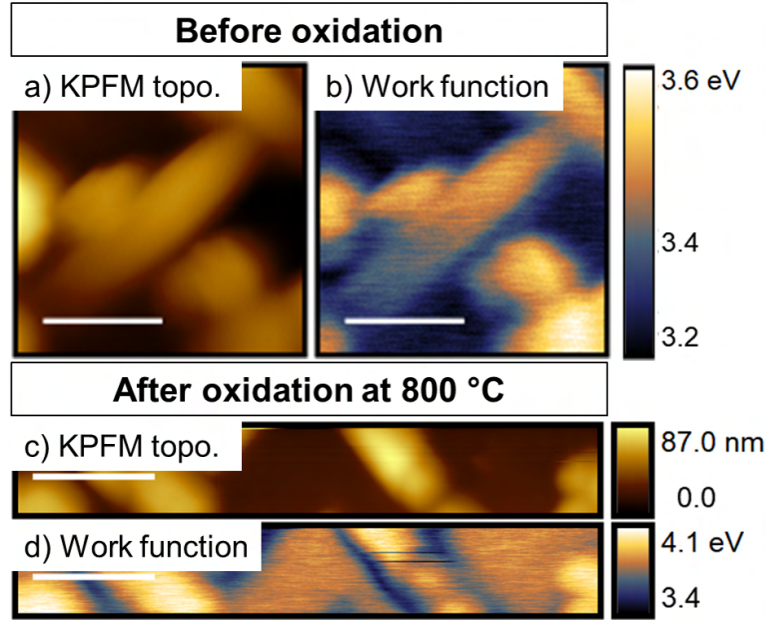 Before oxidation
a) KPFM topo.
b) Work function
3.6 eV
3.4
3.2
After oxidation at 800 °C
c) KPFM topo.
87.0 nm
0.0
d) Work function
4.1 eV
3.4